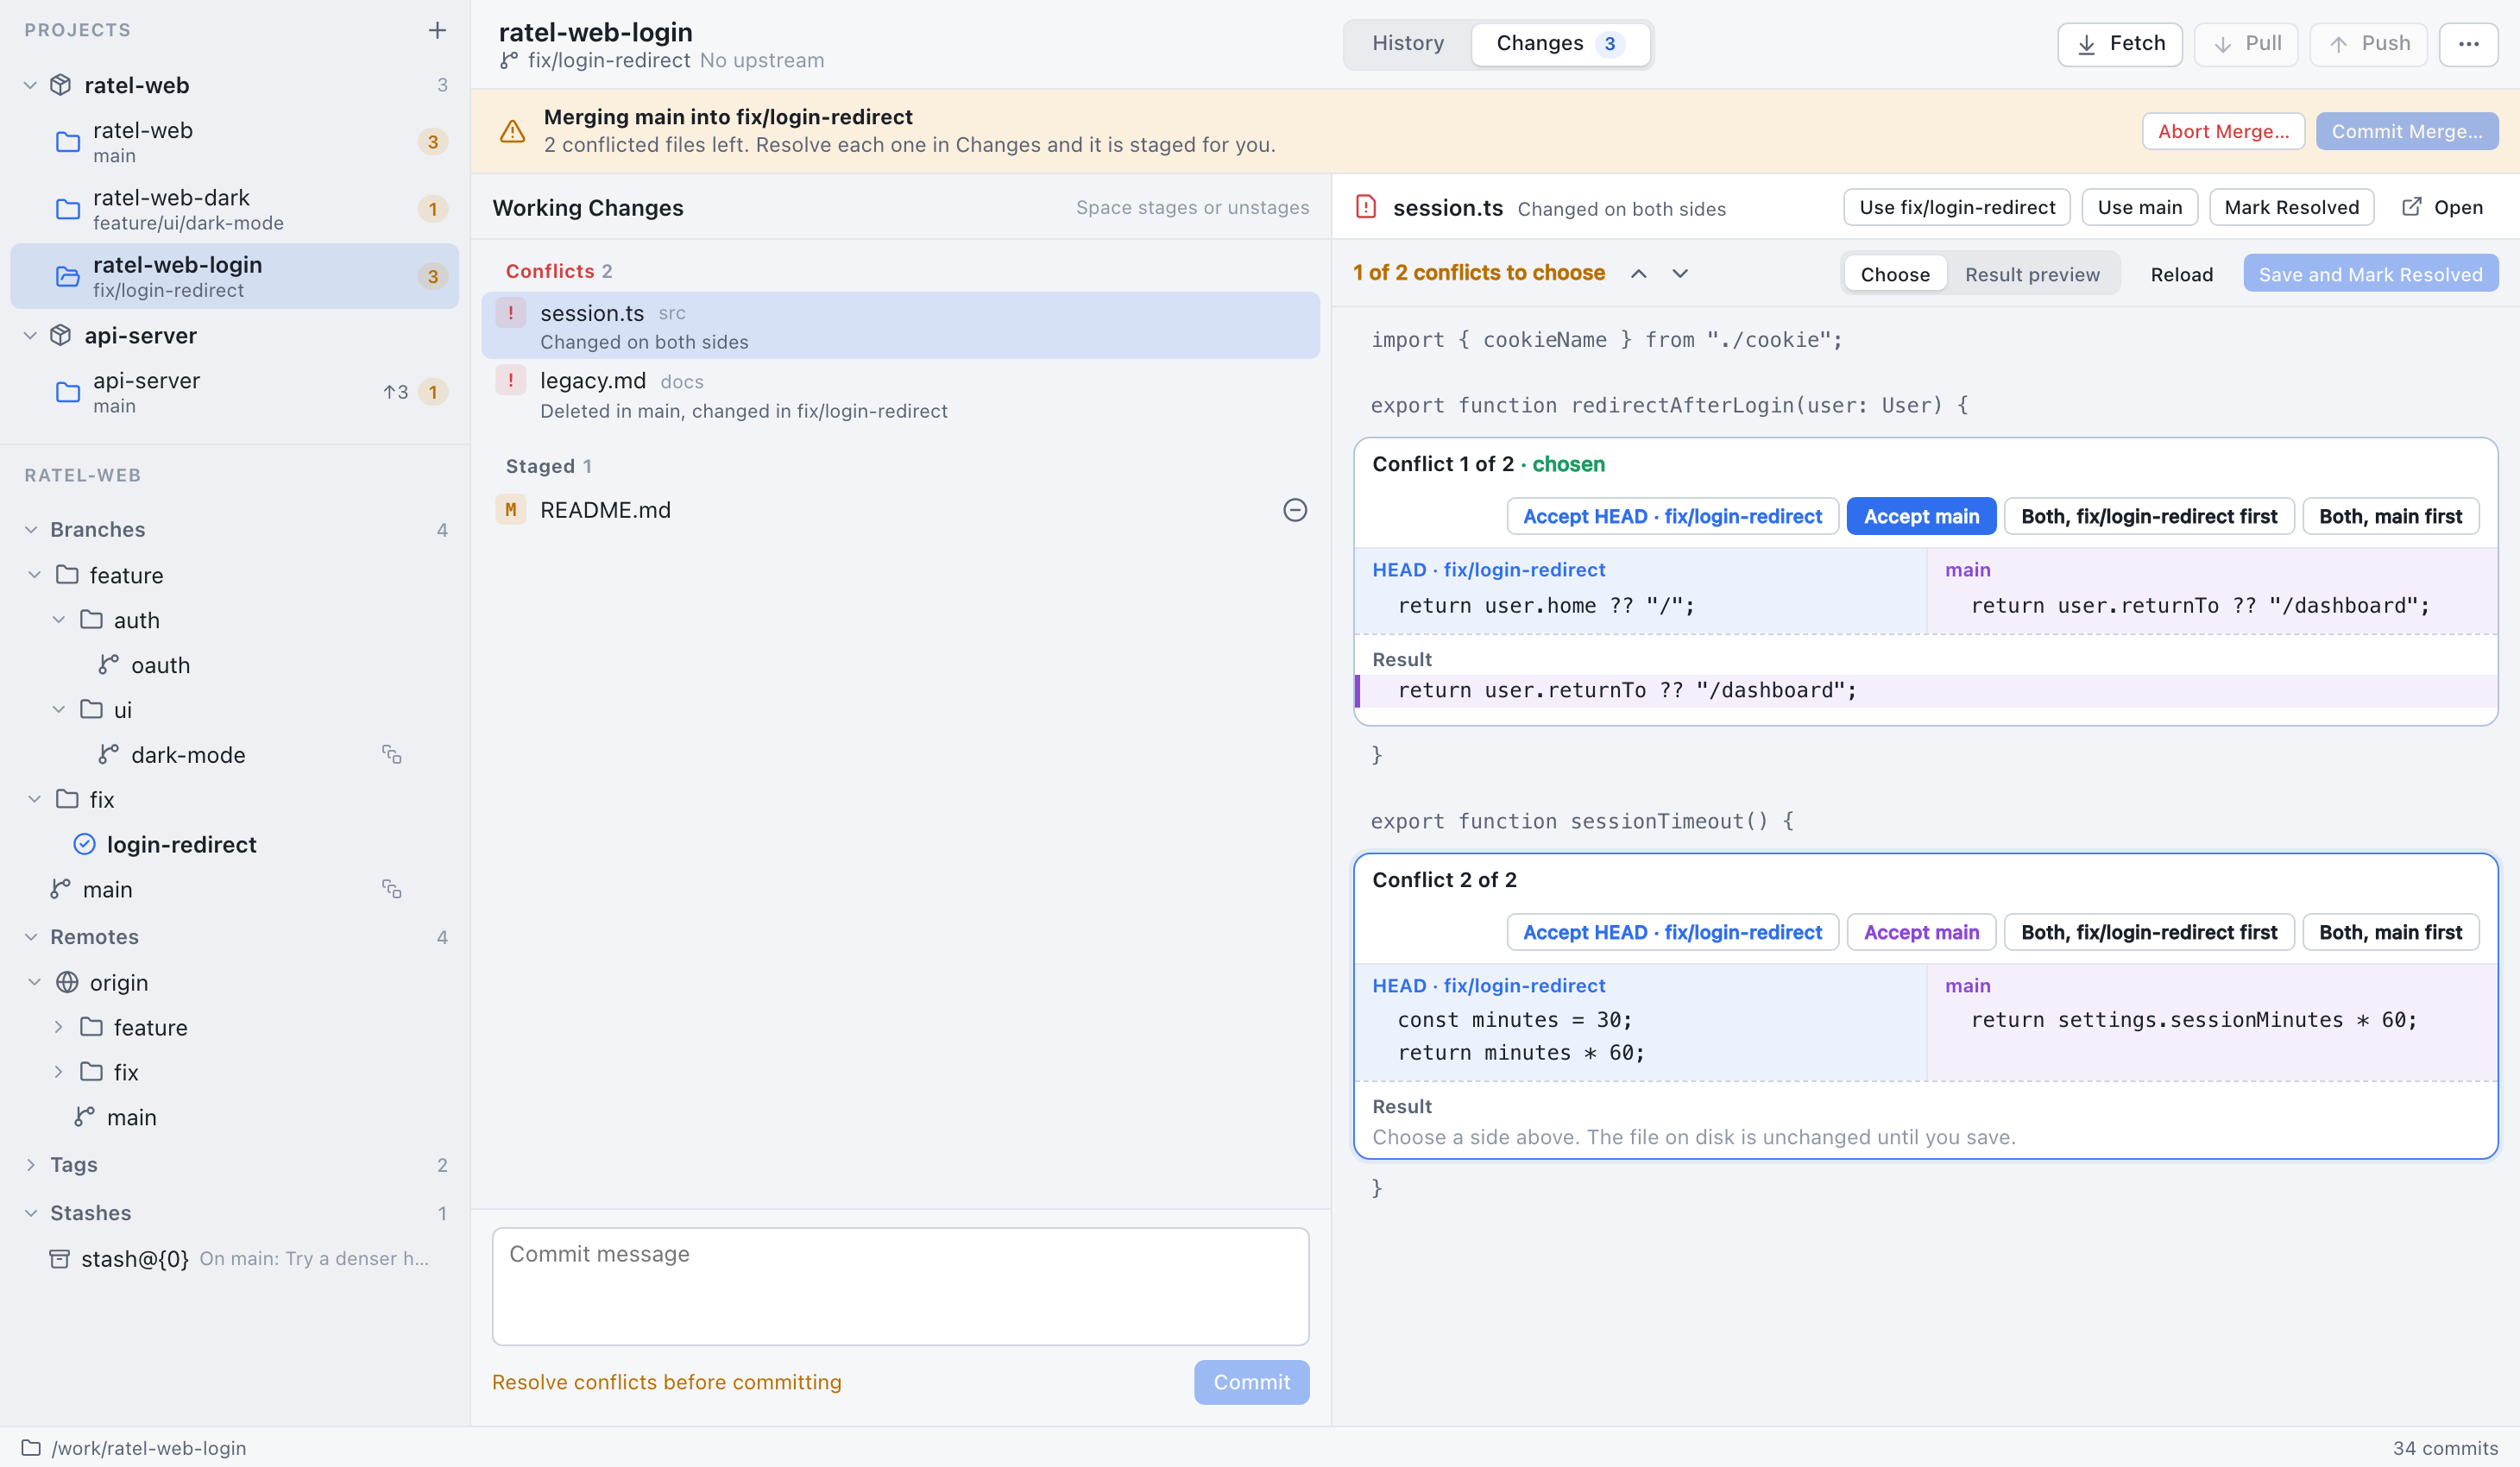 PROJECTS
ratel-web 3
ratel-web 3
main
ratel-web-dark 1
feature/ui/dark-mode
ratel-web-login 3
fix/login-redirect
api-server
api-server ↑3 1
main
RATEL-WEB
Branches 4
feature
auth
oauth
ui
dark-mode
fix
login-redirect
main
Remotes 4
origin
feature
fix
main
Tags 2
Stashes 1
stash@{0} On main: Try a denser h...
ratel-web-login
fix/login-redirect No upstream
History Changes 3
Fetch Pull Push
Merging main into fix/login-redirect
2 conflicted files left. Resolve each one in Changes and it is staged for you.
Abort Merge... Commit Merge...
Working Changes Space stages or unstages
Conflicts 2
! session.ts src
Changed on both sides
! legacy.md docs
Deleted in main, changed in fix/login-redirect
Staged 1
M README.md
Commit message
Resolve conflicts before committing Commit
session.ts Changed on both sides Use fix/login-redirect Use main Mark Resolved Open
1 of 2 conflicts to choose Choose Result preview Reload Save and Mark Resolved
import { cookieName } from "./cookie";
export function redirectAfterLogin(user: User) {
Conflict 1 of 2 · chosen
Accept HEAD · fix/login-redirect Accept main Both, fix/login-redirect first Both, main first
HEAD · fix/login-redirect main
return user.home ?? "/"; return user.returnTo ?? "/dashboard";
Result
return user.returnTo ?? "/dashboard";
}
export function sessionTimeout() {
Conflict 2 of 2
Accept HEAD · fix/login-redirect Accept main Both, fix/login-redirect first Both, main first
HEAD · fix/login-redirect main
const minutes = 30; return settings.sessionMinutes * 60;
return minutes * 60;
Result
Choose a side above. The file on disk is unchanged until you save.
}
/work/ratel-web-login 34 commits